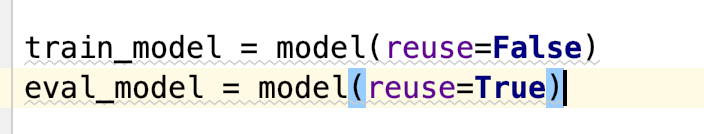 train_model = model(reuse=False)
eval_model = model(reuse=True)